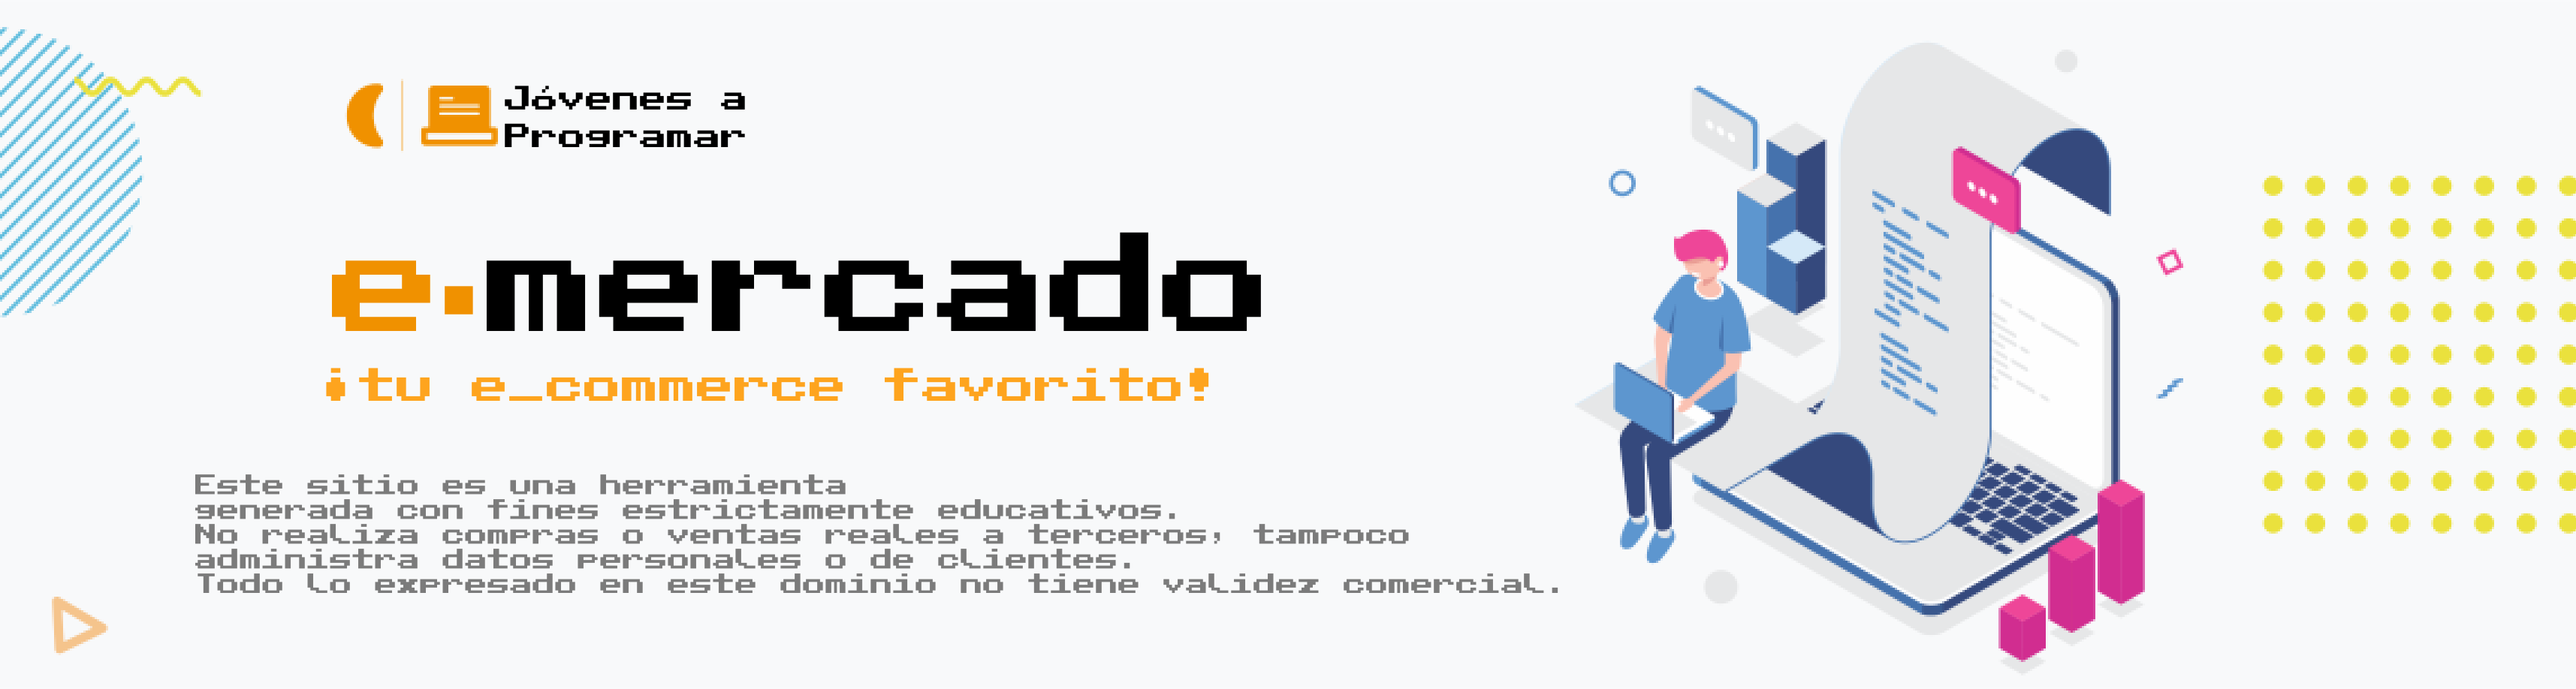 Jóvenes a
Programar
e·mercado
¡tu e_commerce favorito!
Este sitio es una herramienta
generada con fines estrictamente educativos.
No realiza compras o ventas reales a terceros, tampoco
administra datos personales o de clientes.
Todo lo expresado en este dominio no tiene validez comercial.